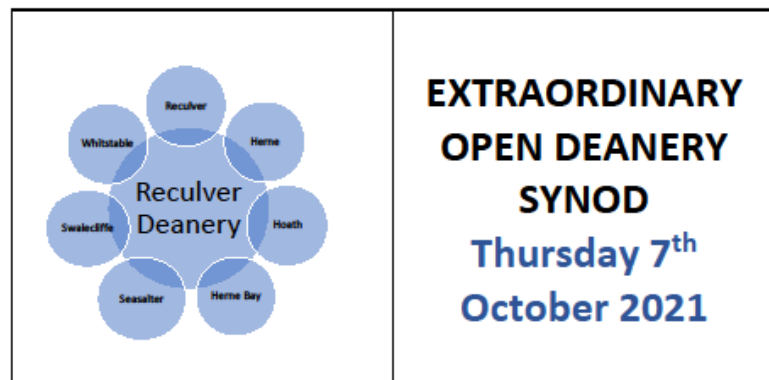 Reculver
Whitstable
Herne
Reculver
Deanery
Swalecliffe
Hoath
Seasalter
Herne Bay
EXTRAORDINARY
OPEN DEANERY
SYNOD
Thursday 7th
October 2021